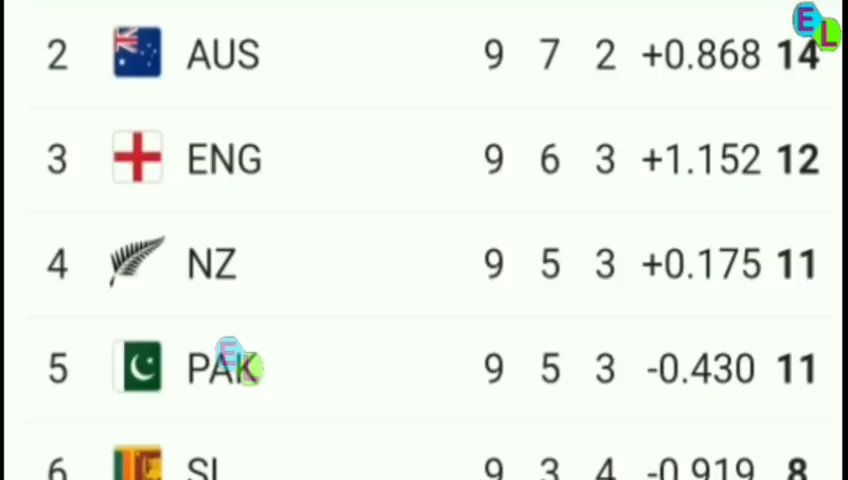 E L
2 AUS 9 7 2 +0.868 14
3 ENG 9 6 3 +1.152 12
4 NZ 9 5 3 +0.175 11
5 PAK 9 5 3 -0.430 11
E L
6 SL 9 3 4 -0.919 8